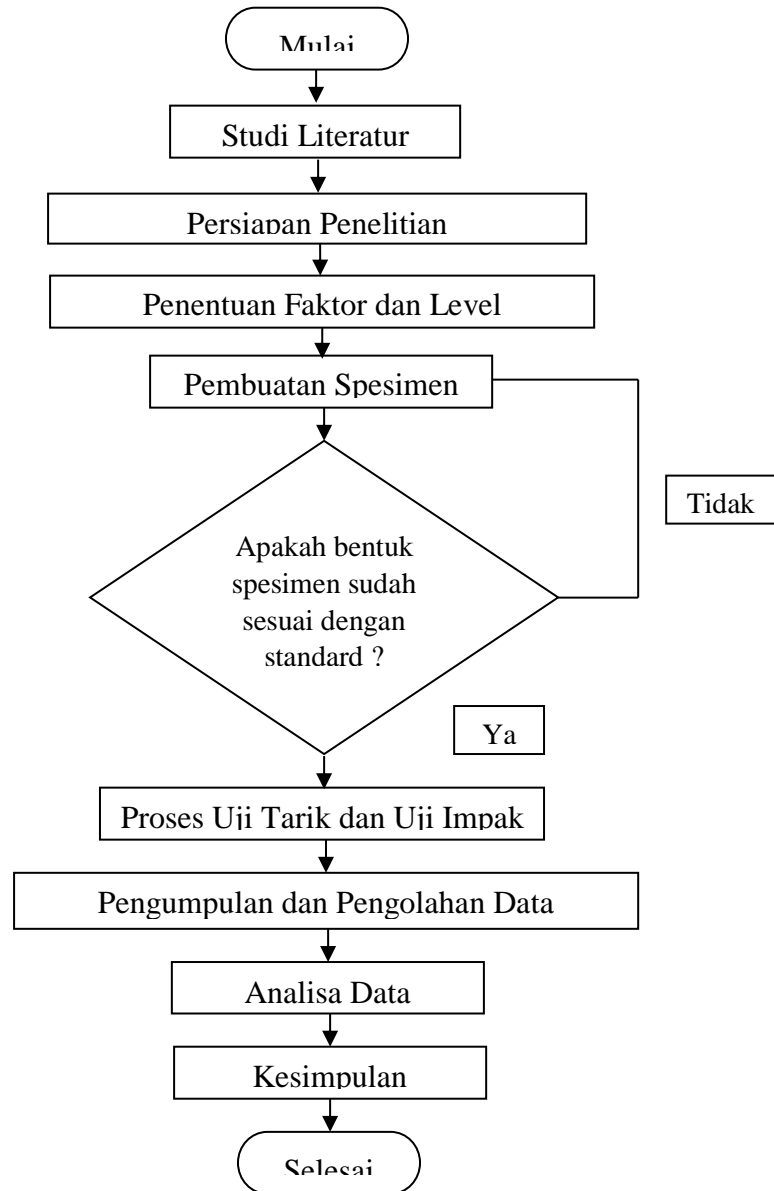 Mulai
Studi Literatur
Persiapan Penelitian
Penentuan Faktor dan Level
Pembuatan Spesimen
Tidak
Apakah bentuk
spesimen sudah
sesuai dengan
standard ?
Ya
Proses Uji Tarik dan Uji Impak
Pengumpulan dan Pengolahan Data
Analisa Data
Kesimpulan
Selesai